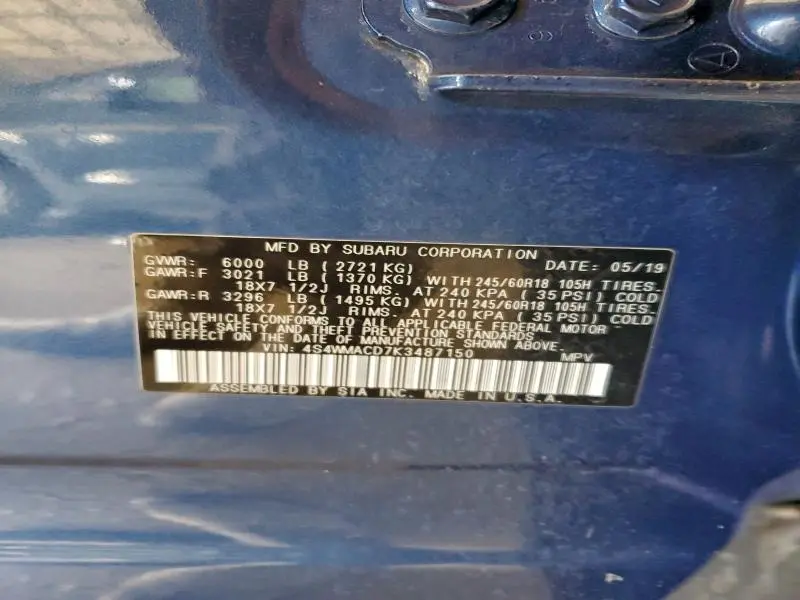 MFD BY SUBARU CORPORATION
GVWR: 6000 LB ( 2721 KG) DATE: 05/19
GAWR:F 3021 LB ( 1370 KG) WITH 245/60R18 105H TIRES.
18X7 1/2J RIMS. AT 240 KPA ( 35 PSI) COLD
GAWR:R 3296 LB ( 1495 KG) WITH 245/60R18 105H TIRES.
18X7 1/2J RIMS. AT 240 KPA ( 35 PSI) COLD
THIS VEHICLE CONFORMS TO ALL APPLICABLE FEDERAL MOTOR
VEHICLE SAFETY AND THEFT PREVENTION STANDARDS
IN EFFECT ON THE DATE OF MANUFACTURE SHOWN ABOVE.
VIN: 4S4WMACD7K3487150 MPV
ASSEMBLED BY SIA INC. MADE IN U.S.A.